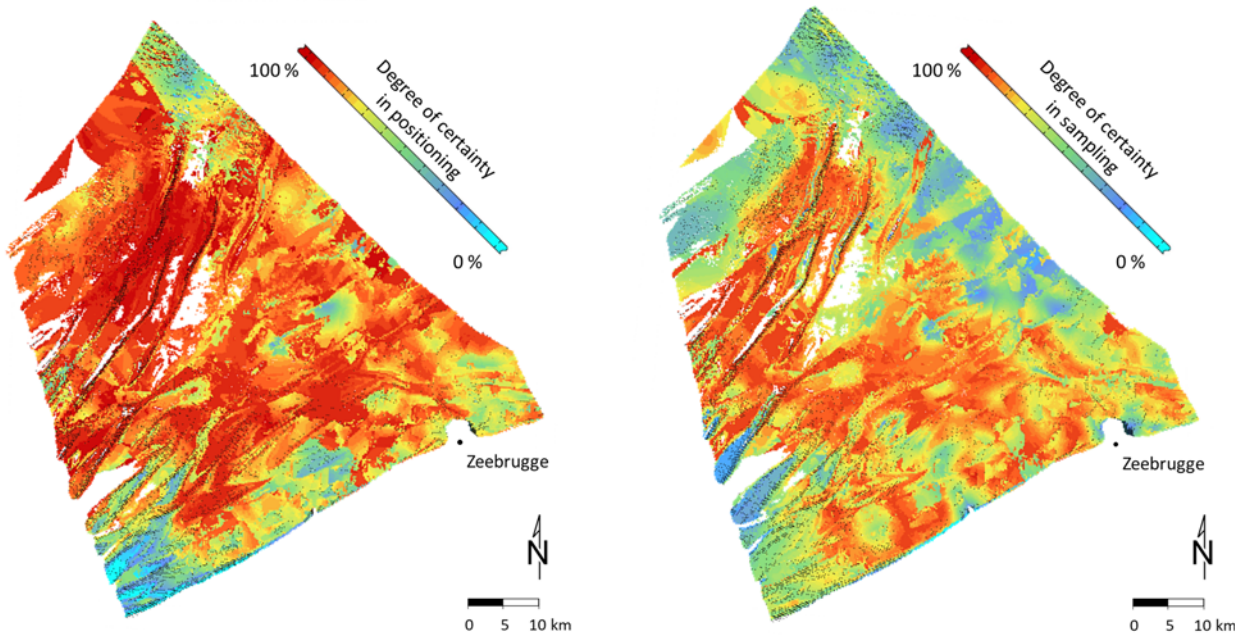 100 %
Degree of certainty
in positioning
0 %
Zeebrugge
N
0 5 10 km
100 %
Degree of certainty
in sampling
0 %
Zeebrugge
N
0 5 10 km